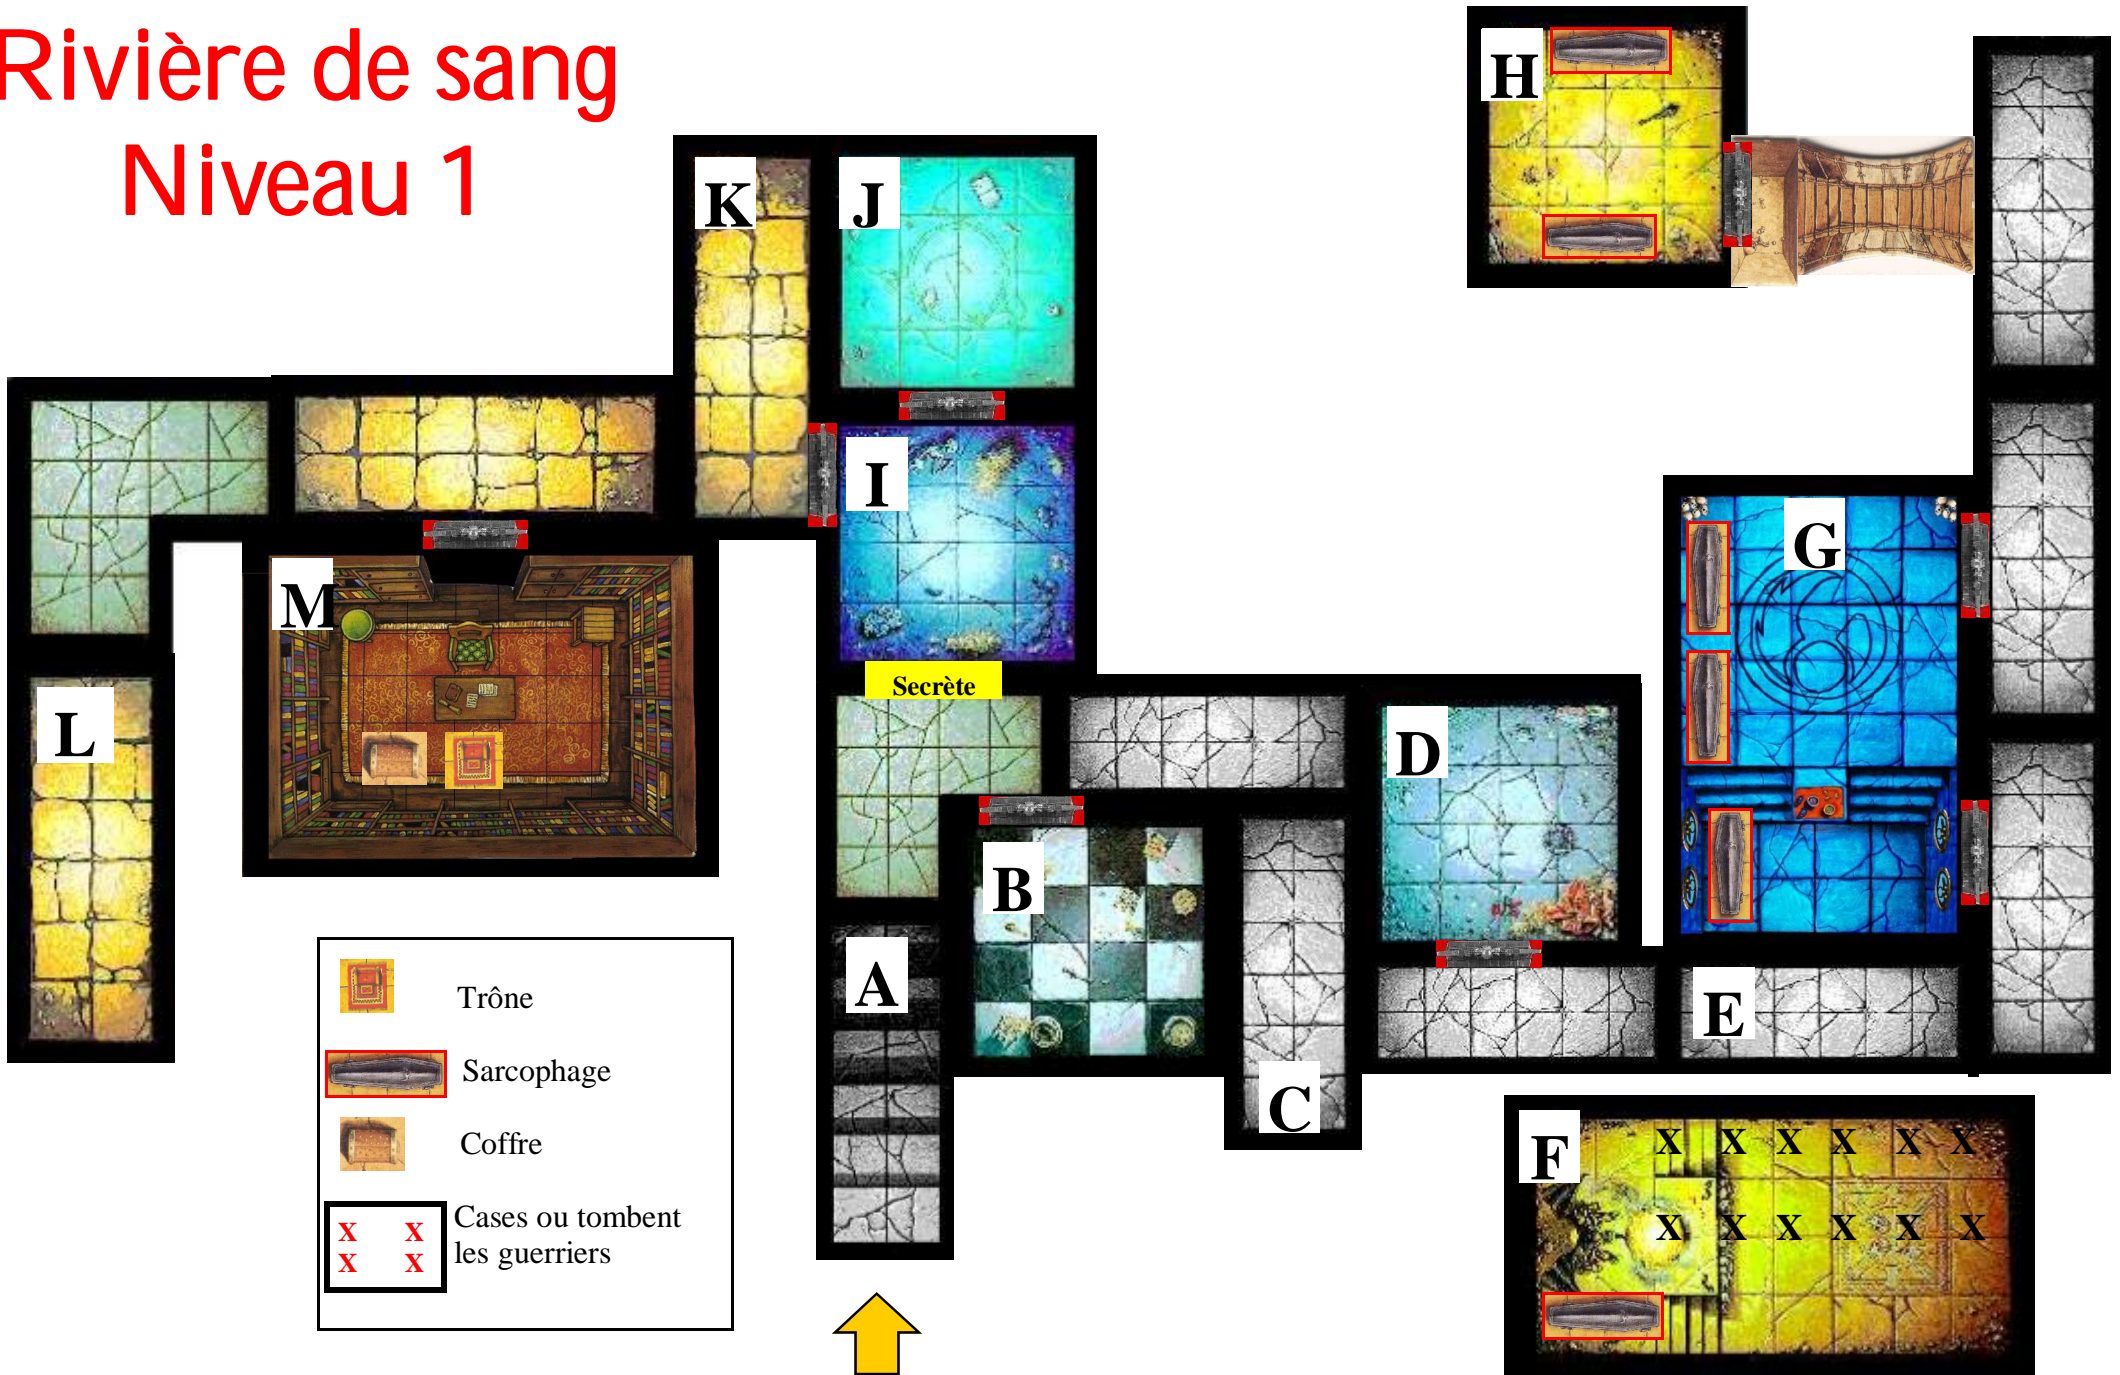 Rivière de sang
Niveau 1
H
K
J
I
G
M
Secrète
L
D
B
A
E
C
F
X X X X X X
X X X X X X
Trône
Sarcophage
Coffre
X X
X X
Cases ou tombent
les guerriers